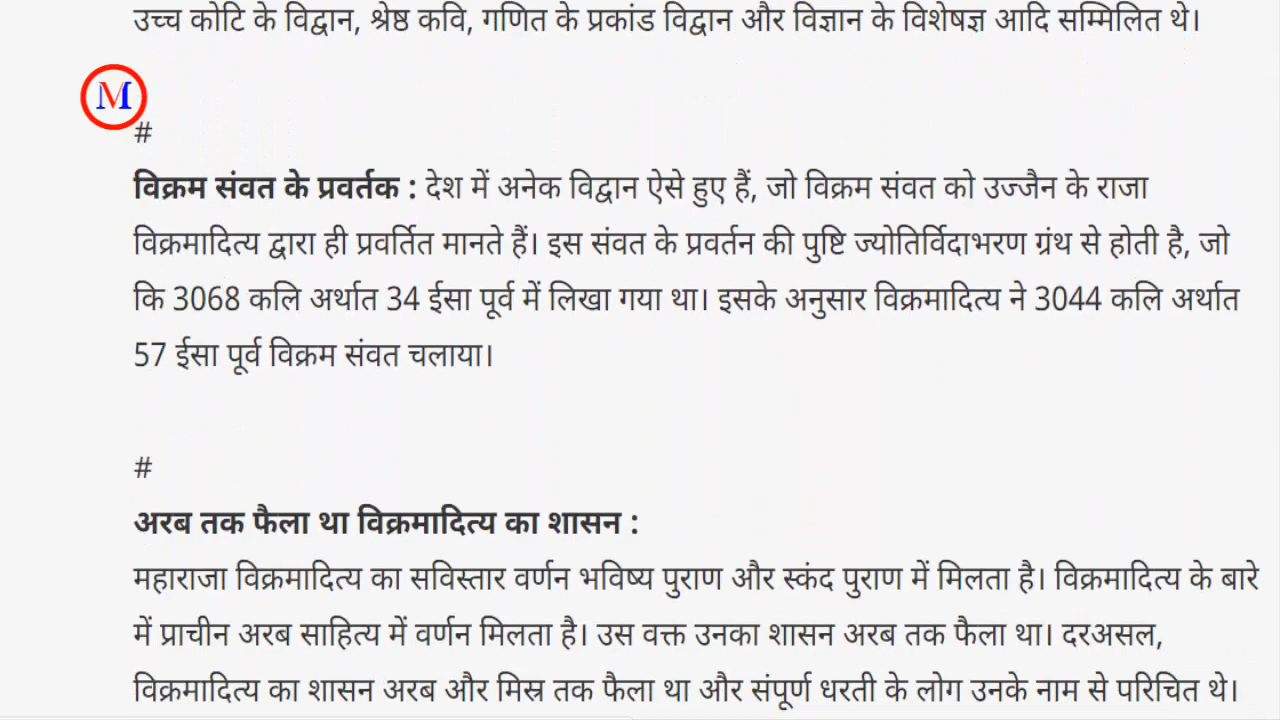 उच्च कोटि के विद्वान, श्रेष्ठ कवि, गणित के प्रकांड विद्वान और विज्ञान के विशेषज्ञ आदि सम्मिलित थे।
M
#
विक्रम संवत के प्रवर्तक : देश में अनेक विद्वान ऐसे हुए हैं, जो विक्रम संवत को उज्जैन के राजा
विक्रमादित्य द्वारा ही प्रवर्तित मानते हैं। इस संवत के प्रवर्तन की पुष्टि ज्योतिर्विदाभरण ग्रंथ से होती है, जो
कि 3068 कलि अर्थात 34 ईसा पूर्व में लिखा गया था। इसके अनुसार विक्रमादित्य ने 3044 कलि अर्थात
57 ईसा पूर्व विक्रम संवत चलाया।
#
अरब तक फैला था विक्रमादित्य का शासन :
महाराजा विक्रमादित्य का सविस्तार वर्णन भविष्य पुराण और स्कंद पुराण में मिलता है। विक्रमादित्य के बारे
में प्राचीन अरब साहित्य में वर्णन मिलता है। उस वक्त उनका शासन अरब तक फैला था। दरअसल,
विक्रमादित्य का शासन अरब और मिस्र तक फैला था और संपूर्ण धरती के लोग उनके नाम से परिचित थे।